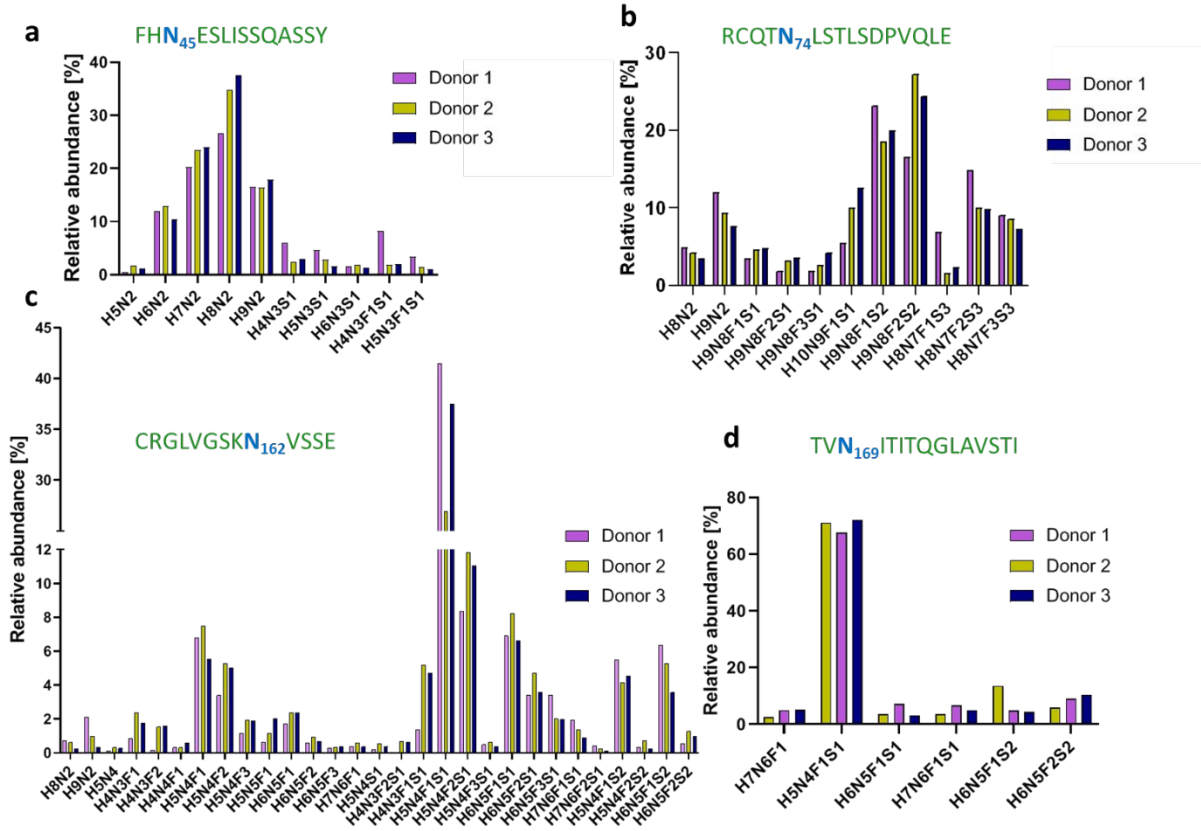 a
FHN45ESLISSQASSY
Relative abundance [%]
40
30
20
10
0
Donor 1
Donor 2
Donor 3
H5N2
H6N2
H7N2
H8N2
H9N2
H4N3S1
H5N3S1
H6N3S1
H4N3F1S1
H5N3F1S1
b
RCQTN74LSTLSDPVQLE
Relative abundance [%]
30
20
10
0
Donor 1
Donor 2
Donor 3
H8N2
H9N2
H9N8F1S1
H9N8F2S1
H9N8F3S1
H10N9F1S1
H9N8F1S2
H9N8F2S2
H8N7F1S3
H8N7F2S3
H8N7F3S3
c
CRGLVGSKN162VSSE
Relative abundance [%]
45
40
35
30
12
10
8
6
4
2
0
Donor 1
Donor 2
Donor 3
H8N2
H9N2
H5N4
H4N3F1
H4N3F2
H4N4F1
H5N4F1
H5N4F2
H5N4F3
H5N5F1
H6N5F1
H6N5F2
H6N5F3
H7N6F1
H5N4S1
H4N3F2S1
H4N3F1S1
H5N4F1S1
H5N4F2S1
H5N4F3S1
H6N5F1S1
H6N5F2S1
H6N5F3S1
H7N6F1S1
H7N6F2S1
H5N4F1S2
H5N4F2S2
H6N5F1S2
H6N5F2S2
d
TVN169ITITQGLAVSTI
Relative abundance [%]
80
60
40
20
0
Donor 1
Donor 2
Donor 3
H7N6F1
H5N4F1S1
H6N5F1S1
H7N6F1S1
H6N5F1S2
H6N5F2S2